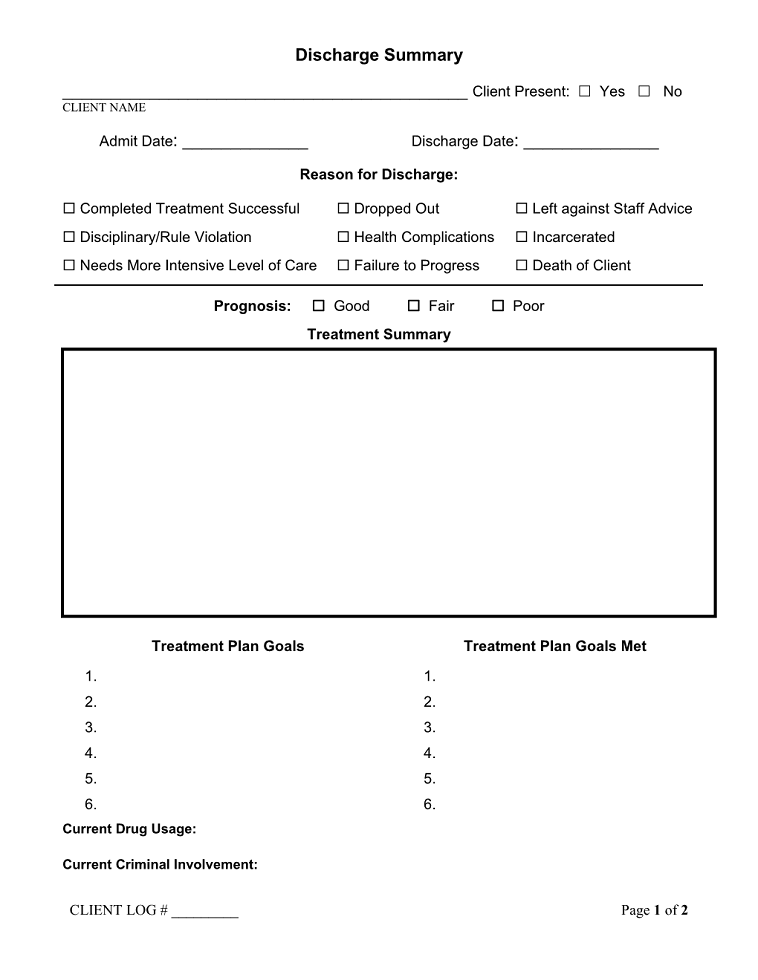 Discharge Summary
________________________________________________ Client Present: ☐ Yes ☐ No
CLIENT NAME
Admit Date: _______________ Discharge Date: ________________
Reason for Discharge:
☐ Completed Treatment Successful ☐ Dropped Out ☐ Left against Staff Advice
☐ Disciplinary/Rule Violation ☐ Health Complications ☐ Incarcerated
☐ Needs More Intensive Level of Care ☐ Failure to Progress ☐ Death of Client
Prognosis: ☐ Good ☐ Fair ☐ Poor
Treatment Summary
Treatment Plan Goals Treatment Plan Goals Met
1. 1.
2. 2.
3. 3.
4. 4.
5. 5.
6. 6.
Current Drug Usage:
Current Criminal Involvement:
CLIENT LOG # _________ Page 1 of 2